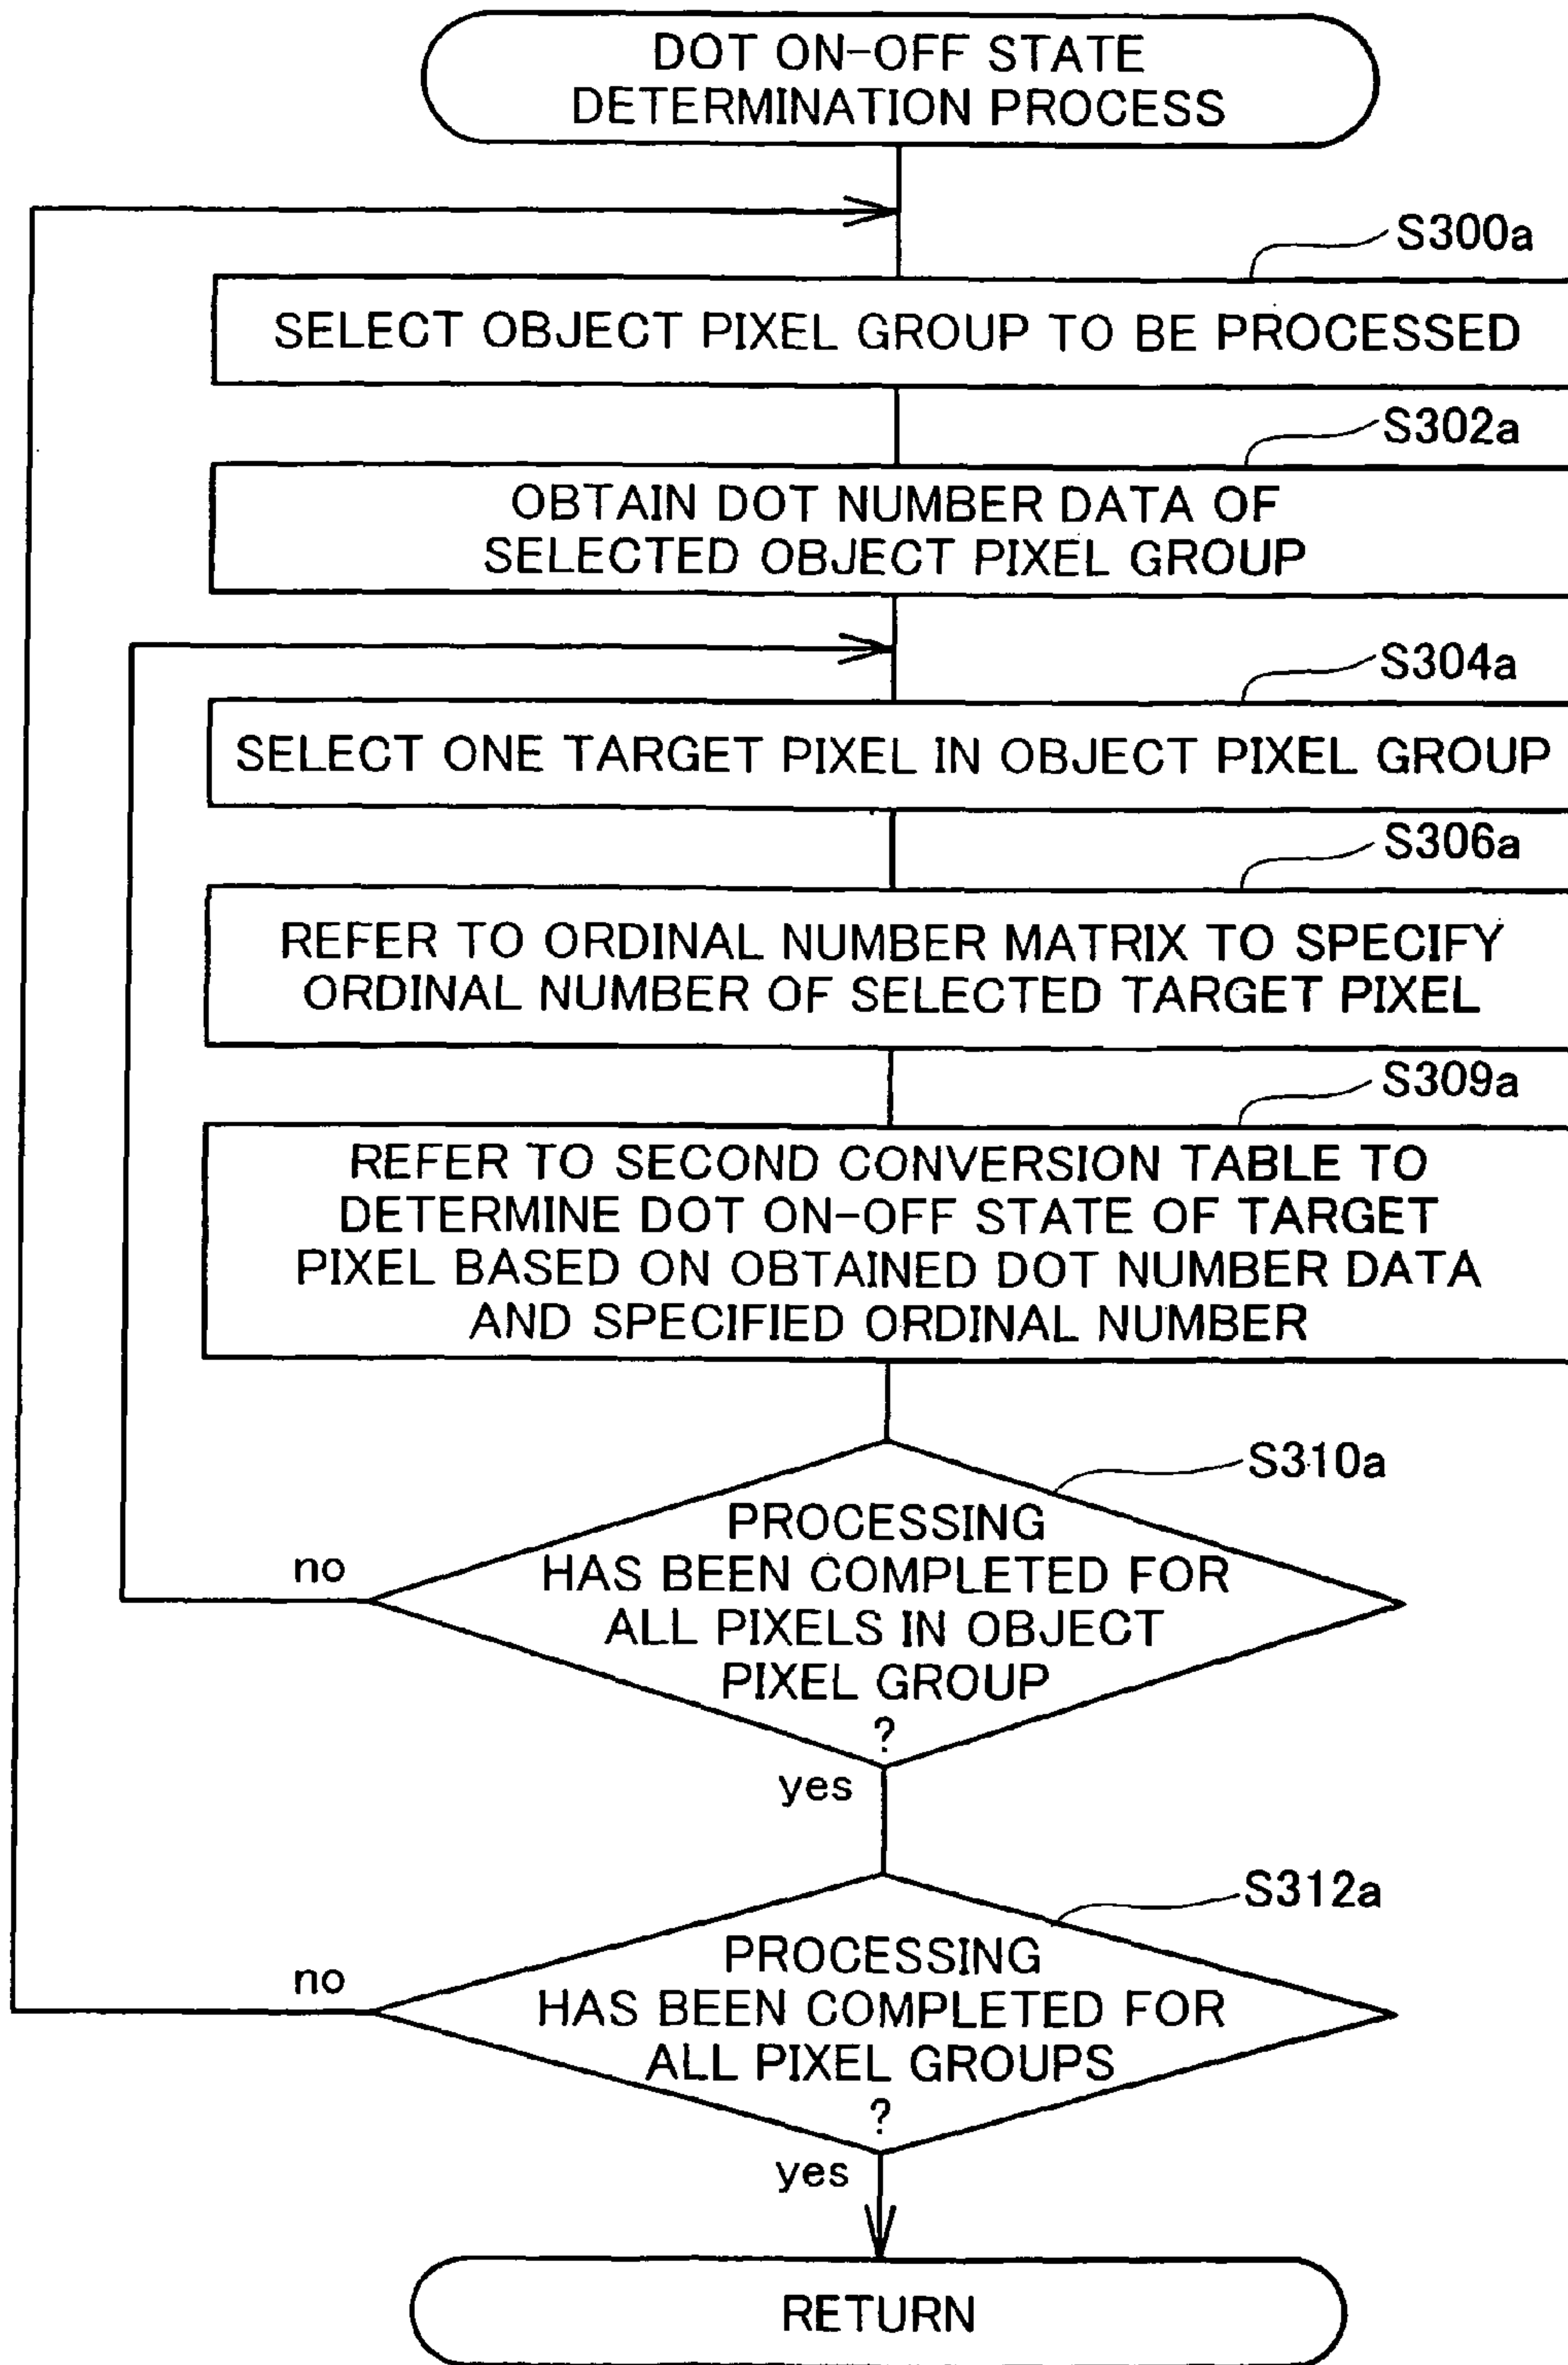 DOT ON-OFF STATE
DETERMINATION PROCESS
S300a
SELECT OBJECT PIXEL GROUP TO BE PROCESSED
S302a
OBTAIN DOT NUMBER DATA OF
SELECTED OBJECT PIXEL GROUP
S304a
SELECT ONE TARGET PIXEL IN OBJECT PIXEL GROUP
S306a
REFER TO ORDINAL NUMBER MATRIX TO SPECIFY
ORDINAL NUMBER OF SELECTED TARGET PIXEL
S309a
REFER TO SECOND CONVERSION TABLE TO
DETERMINE DOT ON-OFF STATE OF TARGET
PIXEL BASED ON OBTAINED DOT NUMBER DATA
AND SPECIFIED ORDINAL NUMBER
S310a
PROCESSING
no
HAS BEEN COMPLETED FOR
ALL PIXELS IN OBJECT
PIXEL GROUP
?
yes
S312a
PROCESSING
no
HAS BEEN COMPLETED FOR
ALL PIXEL GROUPS
?
yes
RETURN